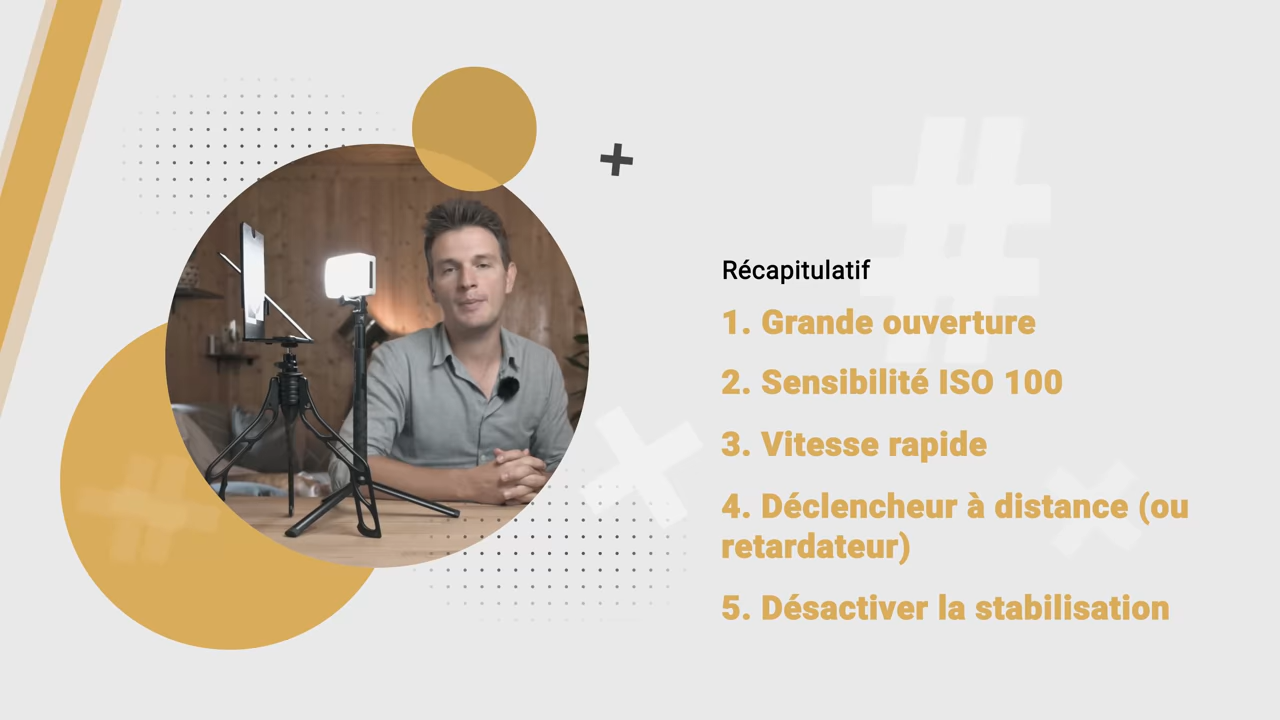 Récapitulatif
1. Grande ouverture
2. Sensibilité ISO 100
3. Vitesse rapide
4. Déclencheur à distance (ou
retardateur)
5. Désactiver la stabilisation